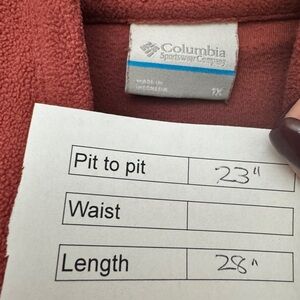 Columbia
Sportswear Company
MADE IN
INDONESIA
1X
Pit to pit 23"
Waist
Length 28"